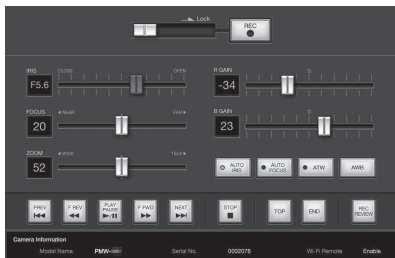 Lock
REC
IRIS CLOSE OPEN
F5.6
R GAIN 0
-34
FOCUS NEAR FAR
20
B GAIN 0
23
ZOOM WIDE TELE
52
AUTO IRIS
AUTO FOCUS
ATW
AWB
PREV
F REV
PLAY PAUSE
F FWD
NEXT
STOP
TOP
END
REC REVIEW
Camera Information
Model Name PMW- Serial No. 0002076 Wi-Fi Remote Enable